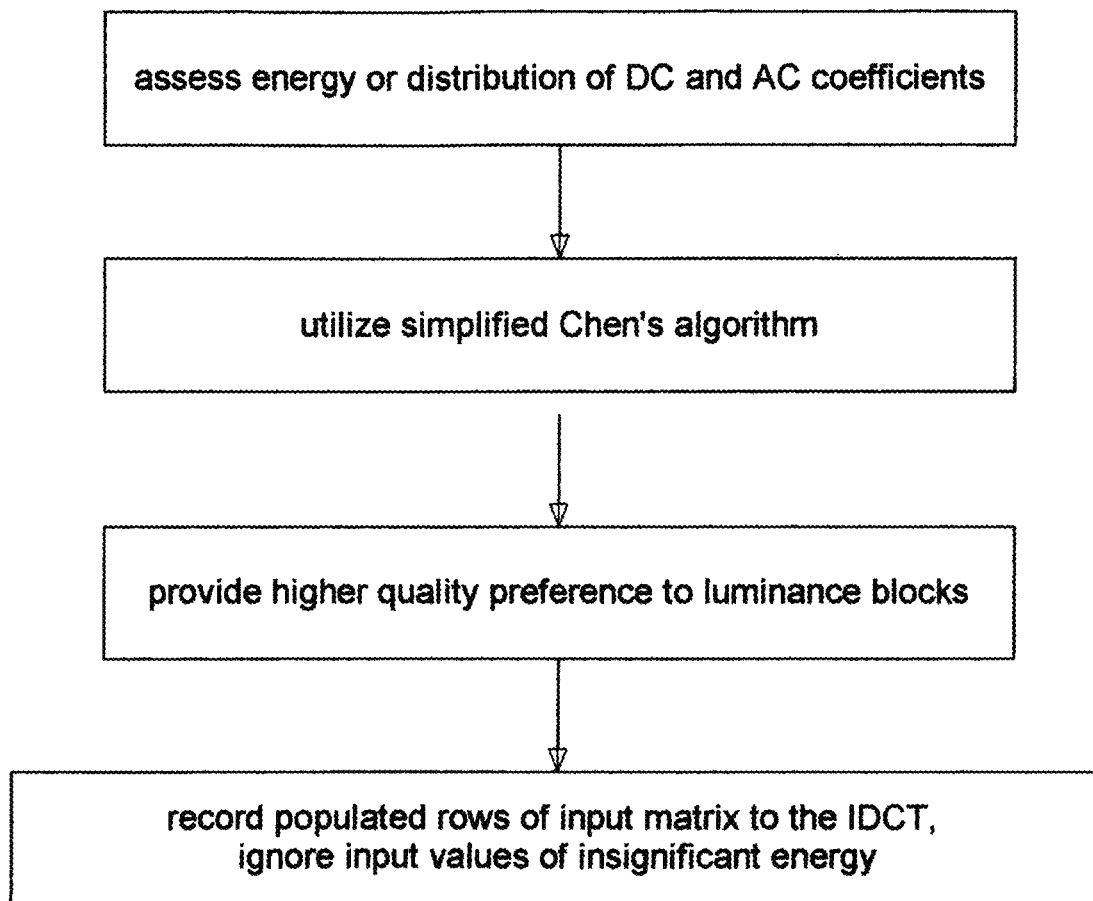 assess energy or distribution of DC and AC coefficients
utilize simplified Chen's algorithm
provide higher quality preference to luminance blocks
record populated rows of input matrix to the IDCT,
ignore input values of insignificant energy